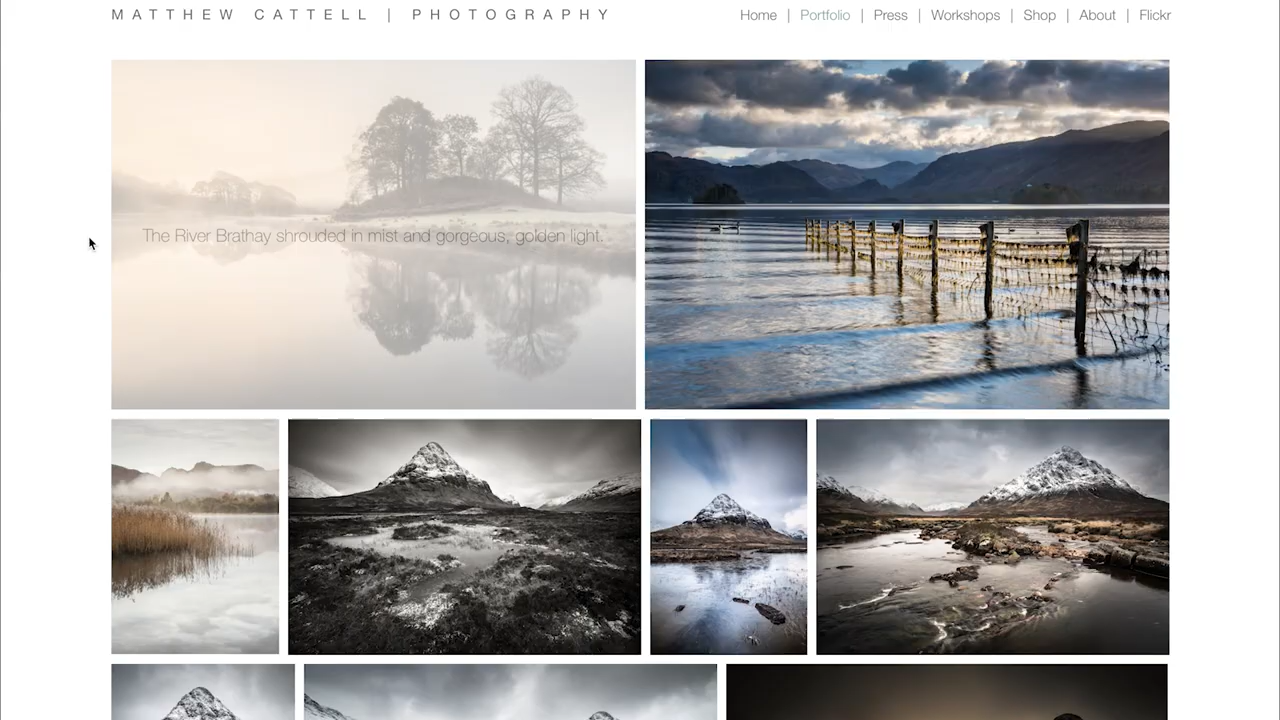 MATTHEW CATTELL | PHOTOGRAPHY
Home | Portfolio | Press | Workshops | Shop | About | Flickr
The River Brathay shrouded in mist and gorgeous, golden light.